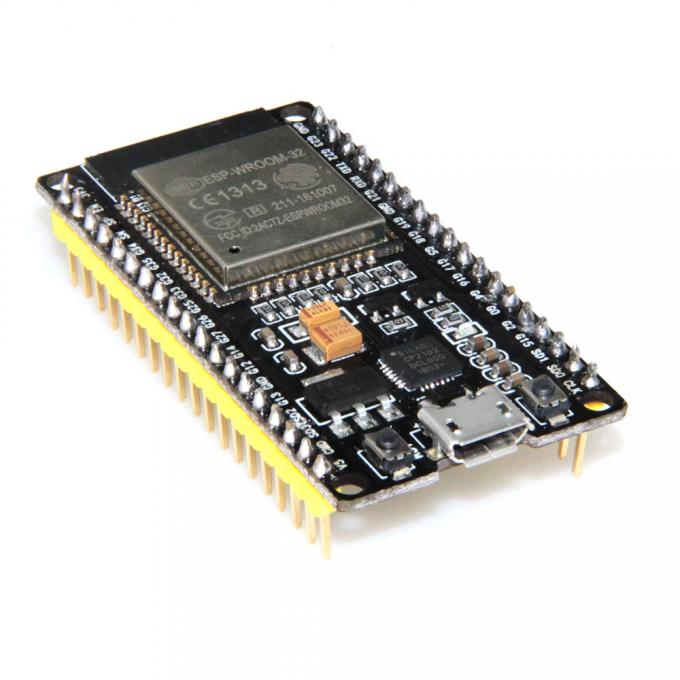 ESP-WROOM-32
CE1313
R 211-161007
FCC ID:2AC7Z-ESPWROOM32
GND G23 G22 TXD RXD G21 GND G19 G18 G5 G17 G16 G4 G0 G2 G15 SD1 SD0 CLK
G34 G35 G32 G33 G25 G26 G27 G14 G12 GND G13 SD2 SD3 CMD V5
SILABS
CP2102